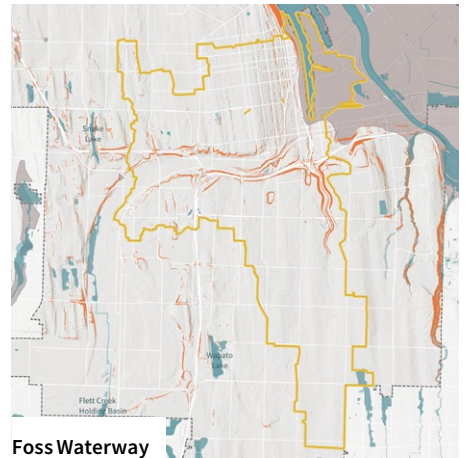 Snake
Lake
Wapato
Lake
Flett Creek
Holding Basin
Foss Waterway